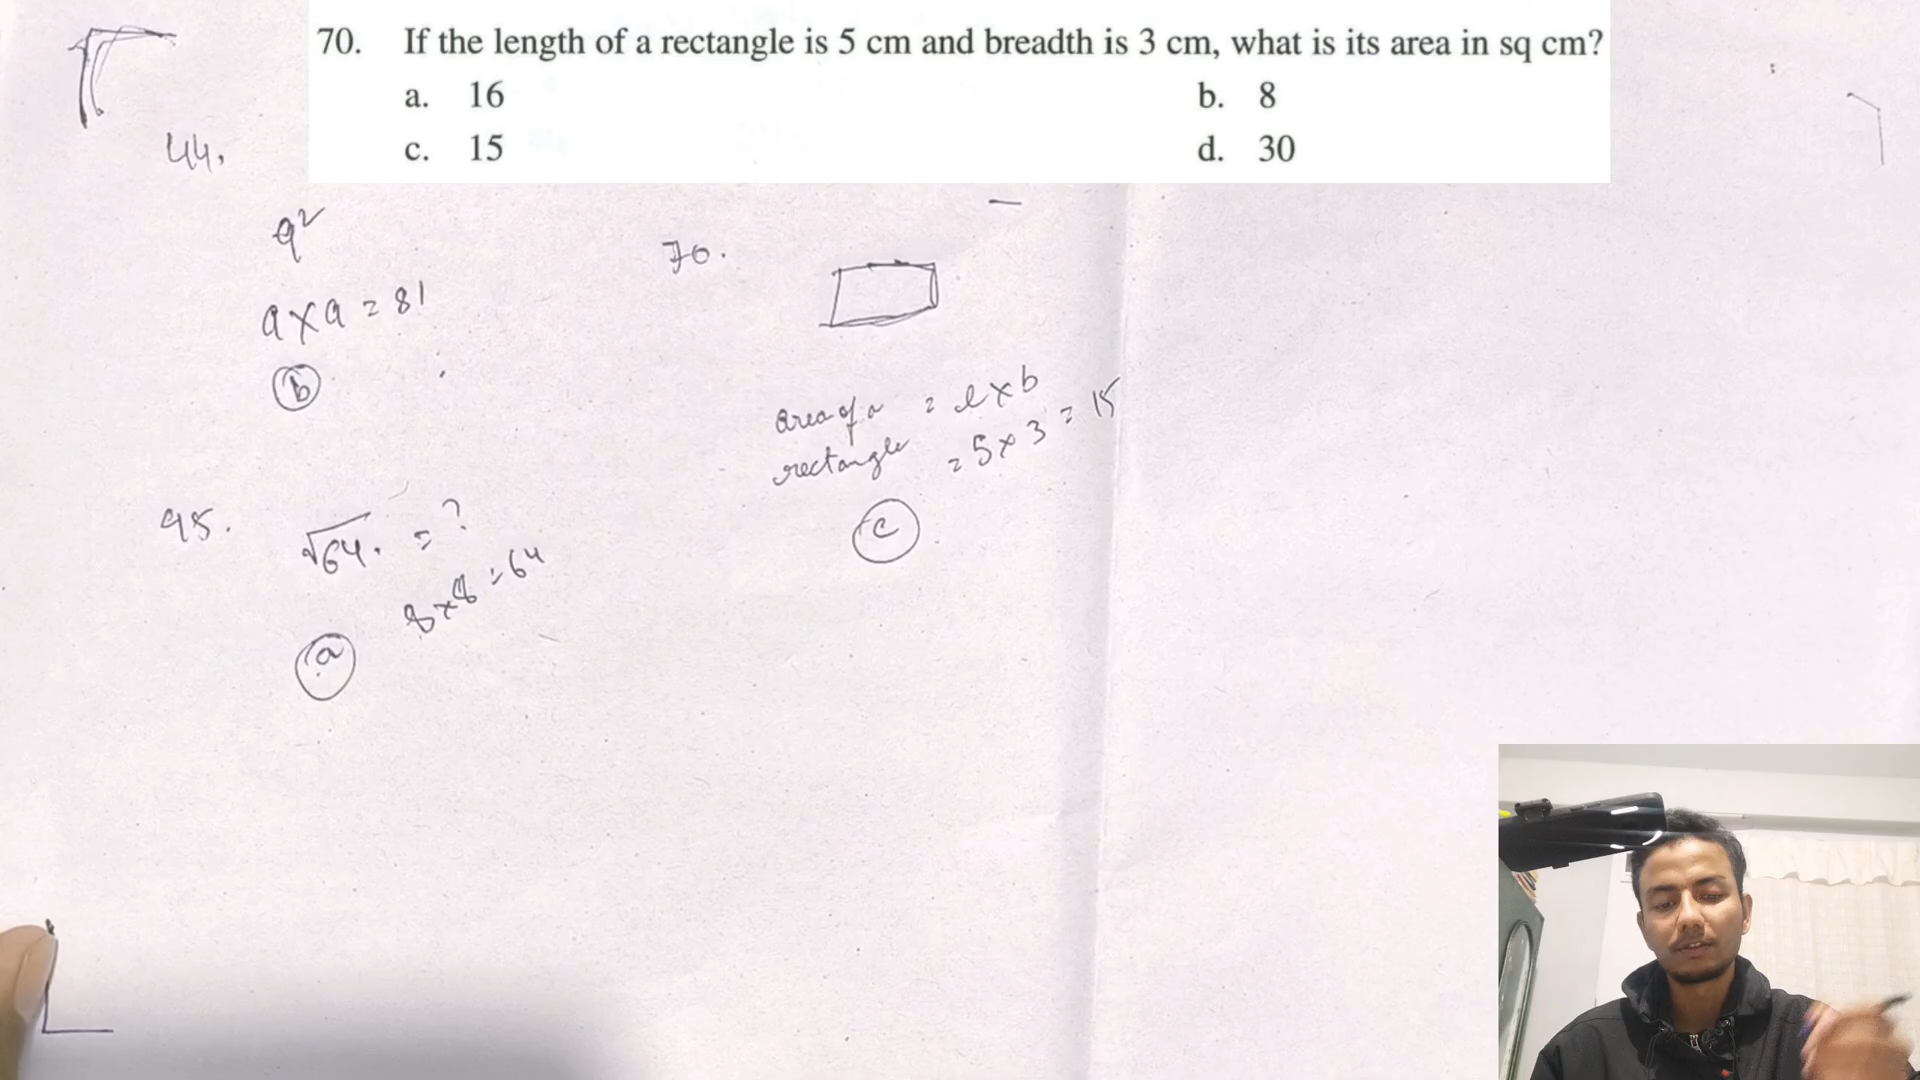 70. If the length of a rectangle is 5 cm and breadth is 3 cm, what is its area in sq cm?
a. 16 b. 8
c. 15 d. 30
44.
9²
9×9 = 81
b
70.
area of a rectangle = l×b
= 5×3 = 15
c
95.
√64. = ?
8×8 = 64
a